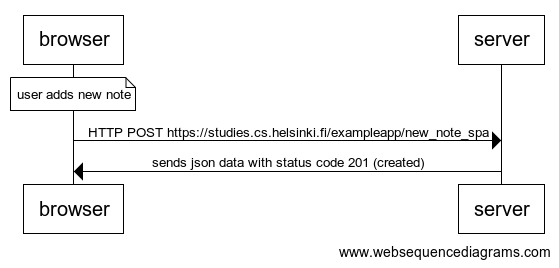 browser
server
user adds new note
HTTP POST https://studies.cs.helsinki.fi/exampleapp/new_note_spa
sends json data with status code 201 (created)
browser
server
www.websequencediagrams.com